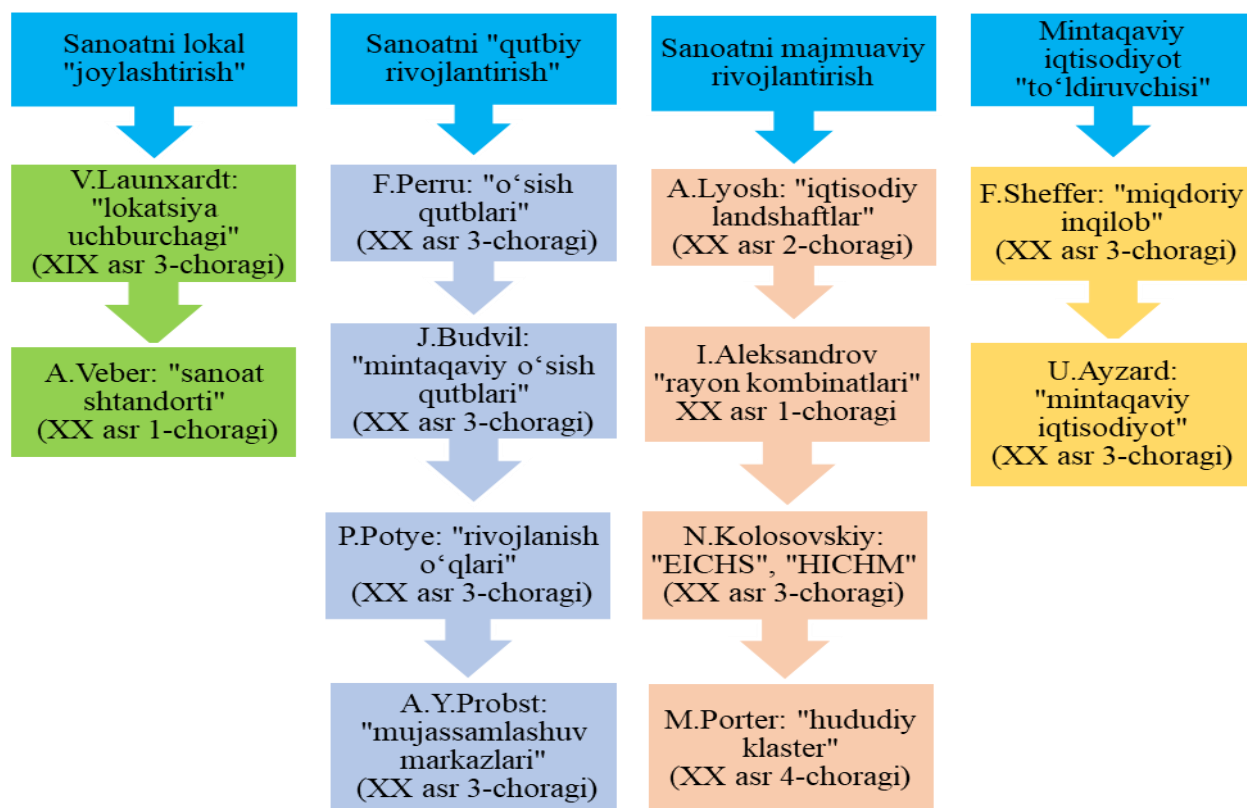 Sanoatni lokal
"joylashtirish"
V.Launxardt:
"lokatsiya
uchburchagi"
(XIX asr 3-choragi)
A.Veber: "sanoat
shtandorti"
(XX asr 1-choragi)
Sanoatni "qutbiy
rivojlantirish"
F.Perru: "o‘sish
qutblari"
(XX asr 3-choragi)
J.Budvil:
"mintaqaviy o‘sish
qutblari"
(XX asr 3-choragi)
P.Potye: "rivojlanish
o‘qlari"
(XX asr 3-choragi)
A.Y.Probst:
"mujassamlashuv
markazlari"
(XX asr 3-choragi)
Sanoatni majmuaviy
rivojlantirish
A.Lyosh: "iqtisodiy
landshaftlar"
(XX asr 2-choragi)
I.Aleksandrov
"rayon kombinatlari"
XX asr 1-choragi
N.Kolosovskiy:
"EICHS", "HICHM"
(XX asr 3-choragi)
M.Porter: "hududiy
klaster"
(XX asr 4-choragi)
Mintaqaviy
iqtisodiyot
"to‘ldiruvchisi"
F.Sheffer: "miqdoriy
inqilob"
(XX asr 3-choragi)
U.Ayzard:
"mintaqaviy
iqtisodiyot"
(XX asr 3-choragi)